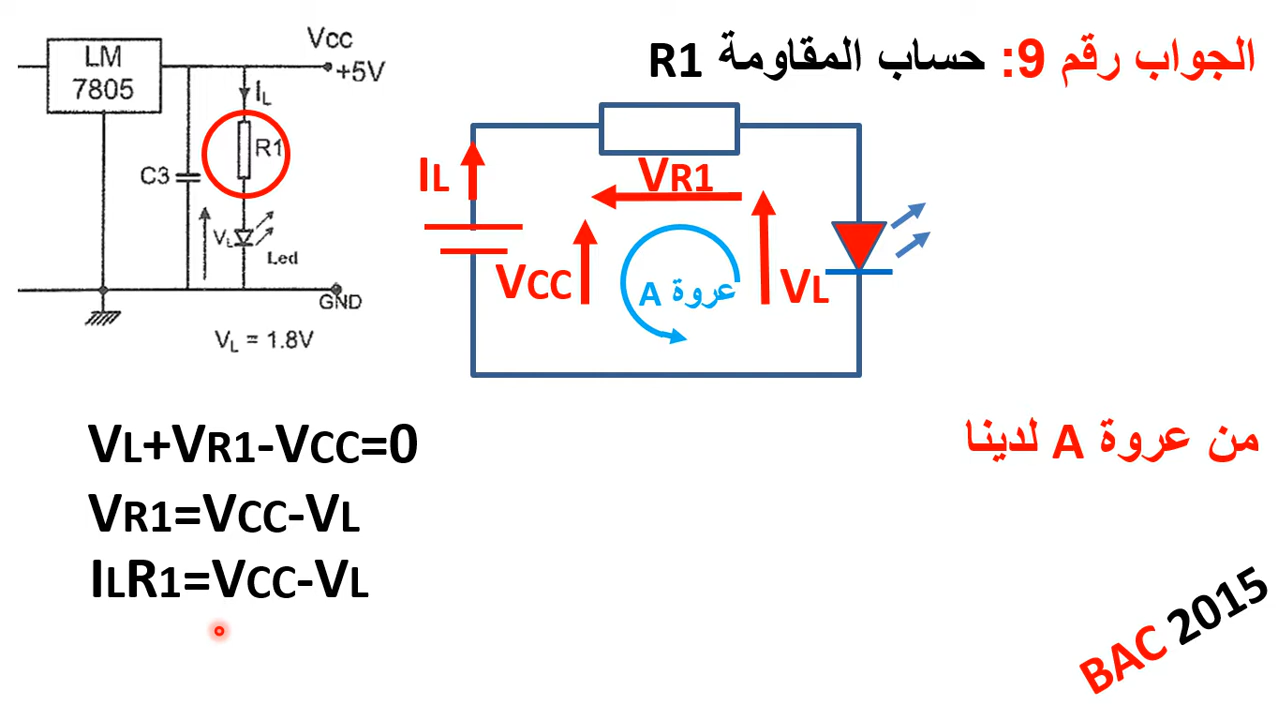 الجواب رقم 9: حساب المقاومة R1
LM
7805
Vcc
+5V
IL
R1
C3
VL
Led
GND
VL = 1.8V
IL
VR1
VCC
عروة A
VL
من عروة A لدينا
VL+VR1-VCC=0
VR1=VCC-VL
ILR1=VCC-VL
BAC 2015